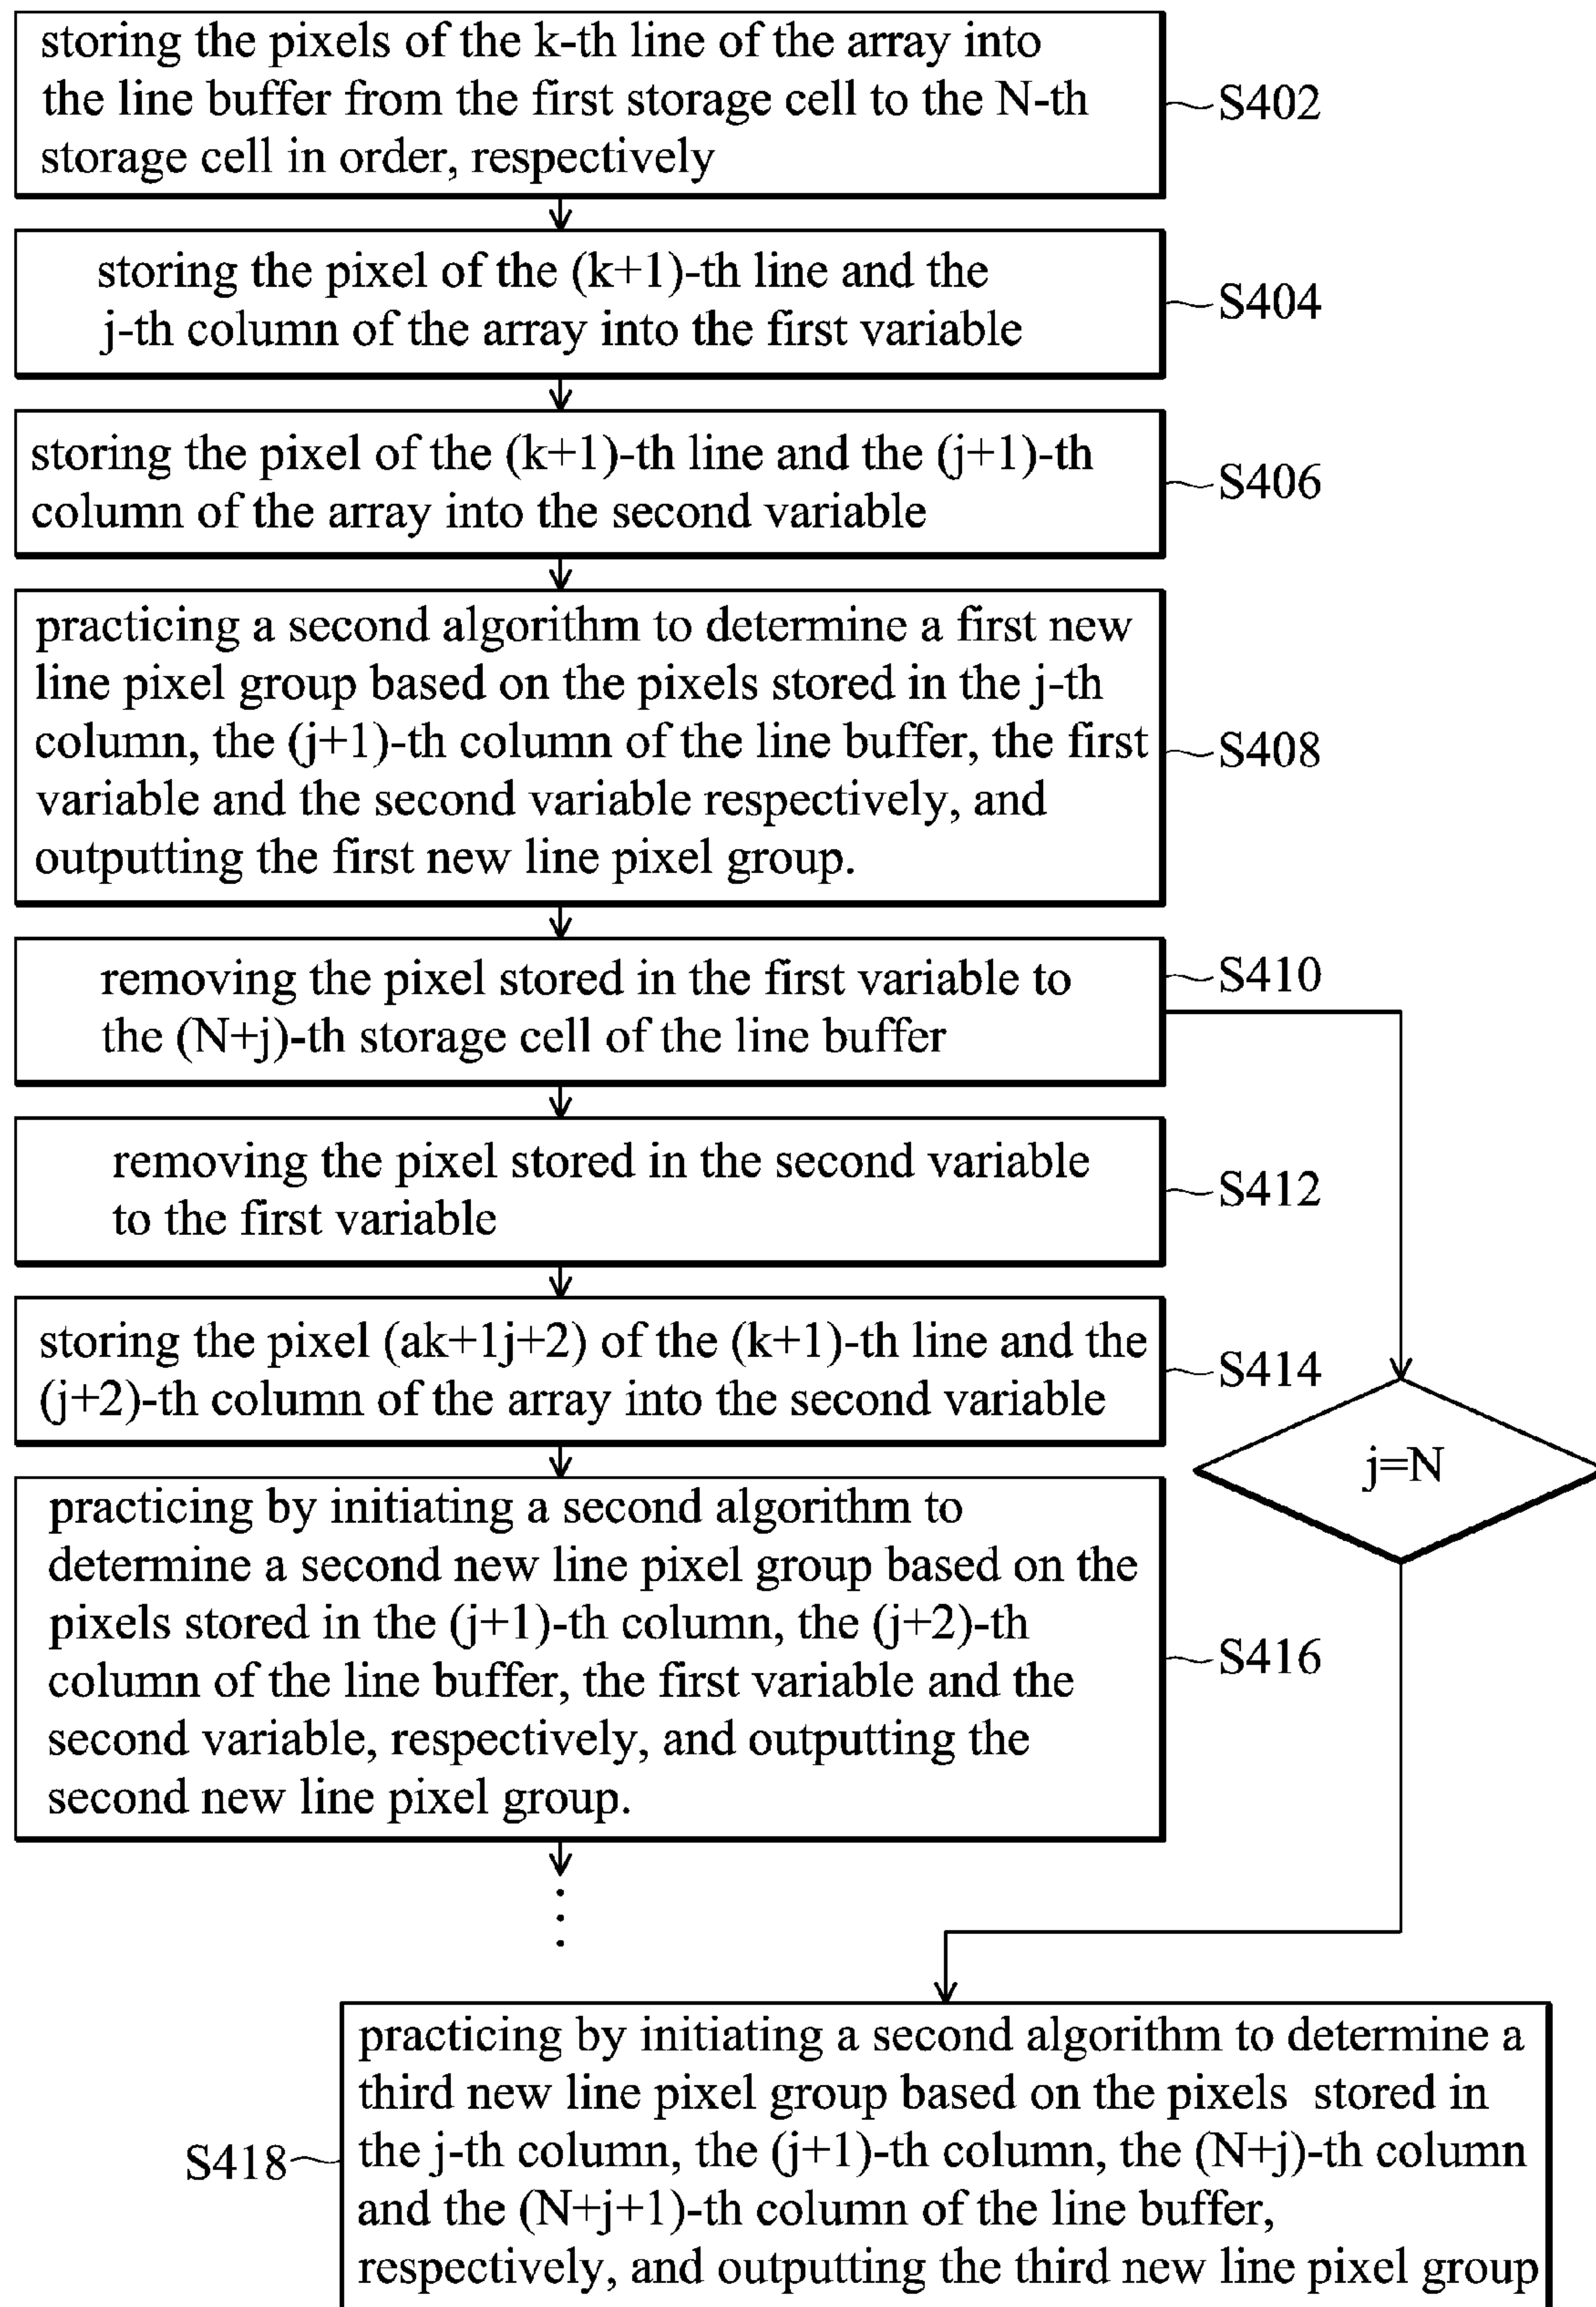 storing the pixels of the k-th line of the array into
the line buffer from the first storage cell to the N-th
storage cell in order, respectively
S402
storing the pixel of the (k+1)-th line and the
j-th column of the array into the first variable
S404
storing the pixel of the (k+1)-th line and the (j+1)-th
column of the array into the second variable
S406
practicing a second algorithm to determine a first new
line pixel group based on the pixels stored in the j-th
column, the (j+1)-th column of the line buffer, the first
variable and the second variable respectively, and
outputting the first new line pixel group.
S408
removing the pixel stored in the first variable to
the (N+j)-th storage cell of the line buffer
S410
removing the pixel stored in the second variable
to the first variable
S412
storing the pixel (ak+1j+2) of the (k+1)-th line and the
(j+2)-th column of the array into the second variable
S414
j=N
practicing by initiating a second algorithm to
determine a second new line pixel group based on the
pixels stored in the (j+1)-th column, the (j+2)-th
column of the line buffer, the first variable and the
second variable, respectively, and outputting the
second new line pixel group.
S416
practicing by initiating a second algorithm to determine a
third new line pixel group based on the pixels stored in
the j-th column, the (j+1)-th column, the (N+j)-th column
and the (N+j+1)-th column of the line buffer,
respectively, and outputting the third new line pixel group
S418